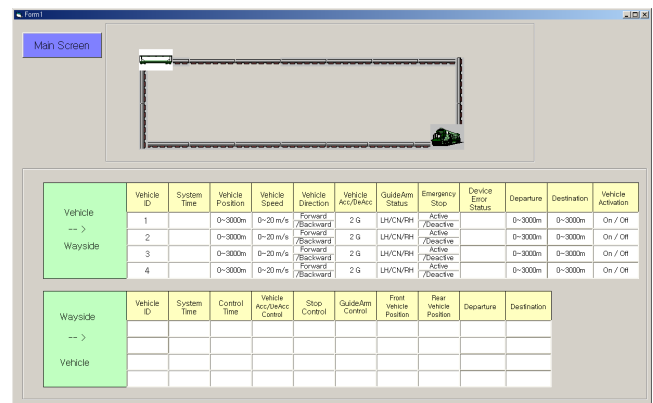 Form1
Main Screen
Vehicle
-- >
Wayside
Vehicle ID System Time Vehicle Position Vehicle Speed Vehicle Direction Vehicle Acc/DeAcc GuideArm Status Emergency Stop Device Error Status Departure Destination Vehicle Activation
1 0~3000m 0~20 m/s Forward /Backward 2 G LH/CN/RH Active /Deactive 0~3000m 0~3000m On / Off
2 0~3000m 0~20 m/s Forward /Backward 2 G LH/CN/RH Active /Deactive 0~3000m 0~3000m On / Off
3 0~3000m 0~20 m/s Forward /Backward 2 G LH/CN/RH Active /Deactive 0~3000m 0~3000m On / Off
4 0~3000m 0~20 m/s Forward /Backward 2 G LH/CN/RH Active /Deactive 0~3000m 0~3000m On / Off
Wayside
-- >
Vehicle
Vehicle ID System Time Control Time Vehicle Acc/DeAcc Control Stop Control GuideArm Control Front Vehicle Position Rear Vehicle Position Departure Destination